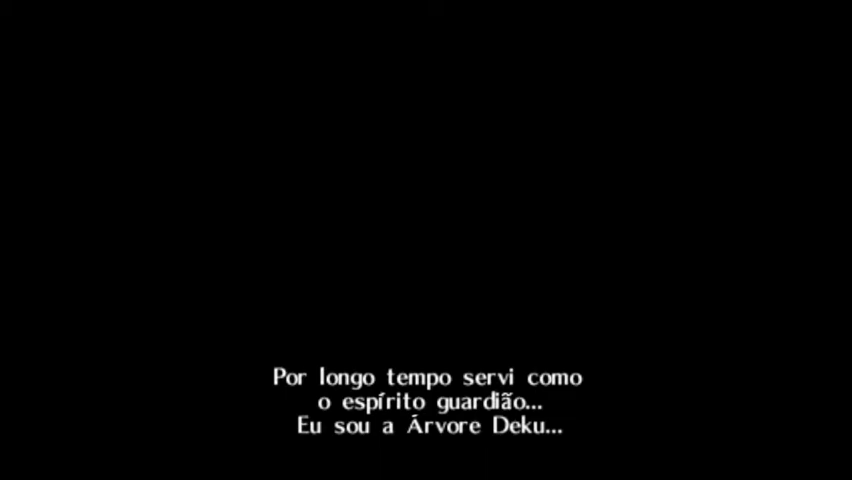 Por longo tempo servi como
o espírito guardião...
Eu sou a Árvore Deku...